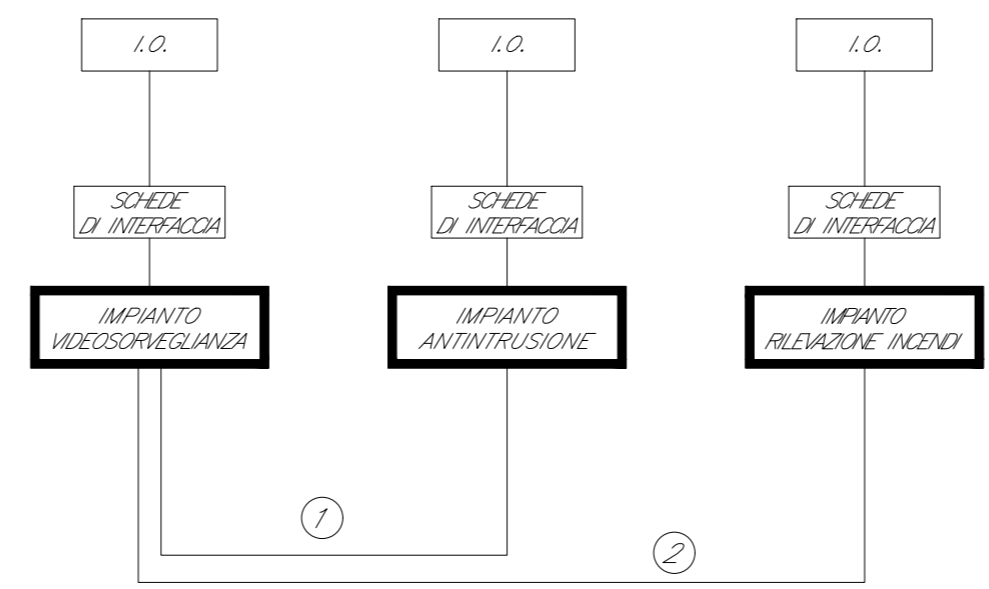 I.O.
I.O.
I.O.
SCHEDE
DI INTERFACCIA
SCHEDE
DI INTERFACCIA
SCHEDE
DI INTERFACCIA
IMPIANTO
VIDEOSORVEGLIANZA
IMPIANTO
ANTINTRUSIONE
IMPIANTO
RILEVAZIONE INCENDI
1
2